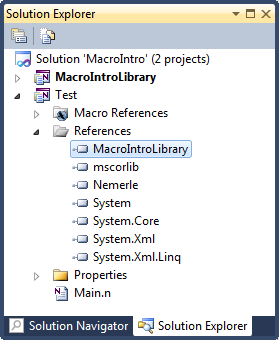 Solution Explorer
Solution 'MacroIntro' (2 projects)
MacroIntroLibrary
Test
Macro References
References
MacroIntroLibrary
mscorlib
Nemerle
System
System.Core
System.Xml
System.Xml.Linq
Properties
Main.n
Solution Navigator Solution Explorer